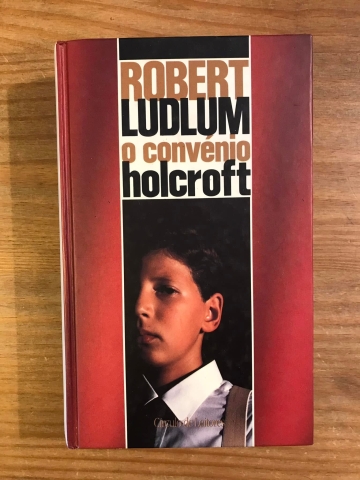 ROBERT
LUDLUM
o convénio
holcroft
Círculo de Leitores